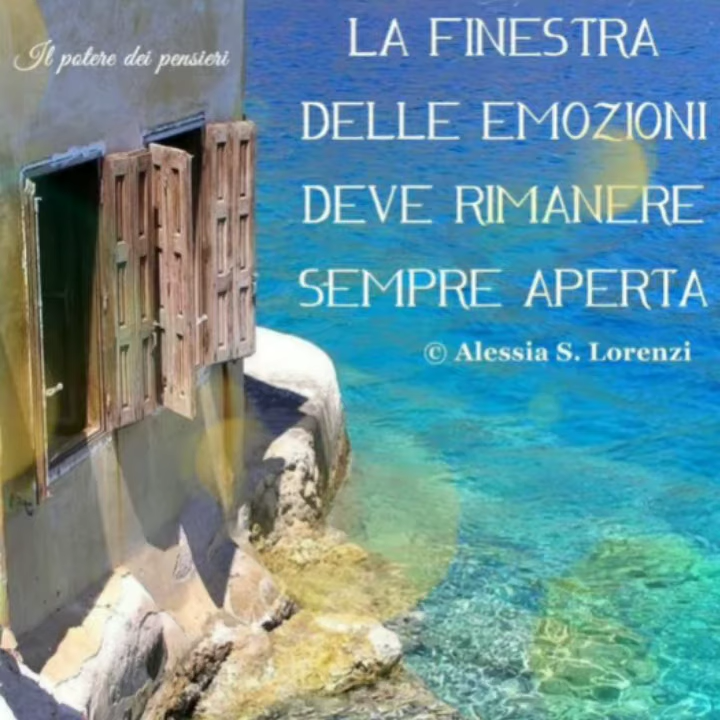 Il potere dei pensieri
LA FINESTRA
DELLE EMOZIONI
DEVE RIMANERE
SEMPRE APERTA
© Alessia S. Lorenzi